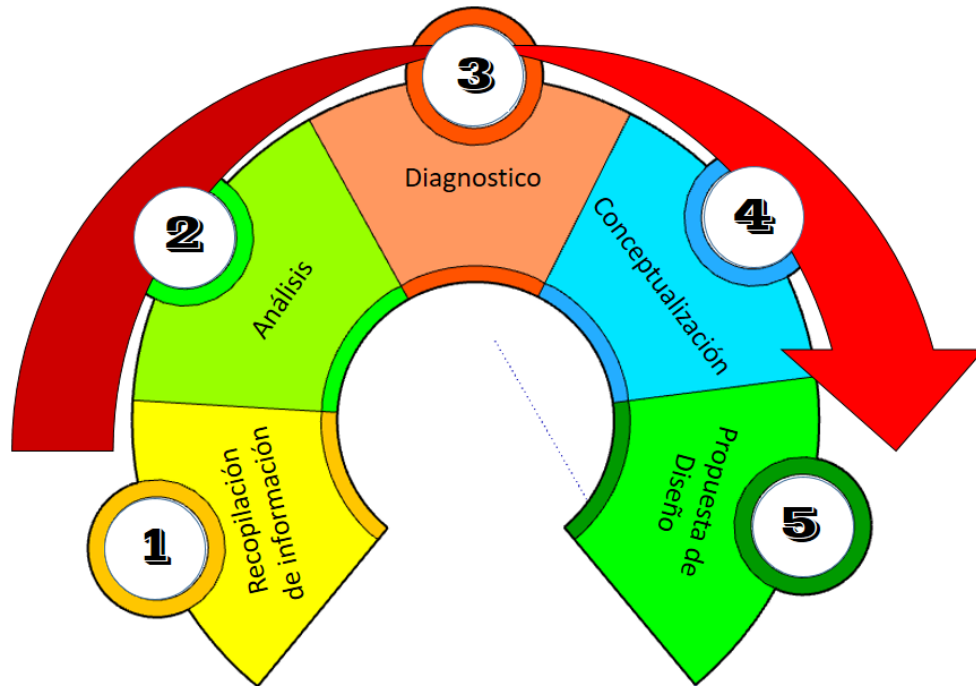 1
Recopilación
de información
2
Análisis
3
Diagnostico
4
Conceptualización
5
Propuesta de
Diseño